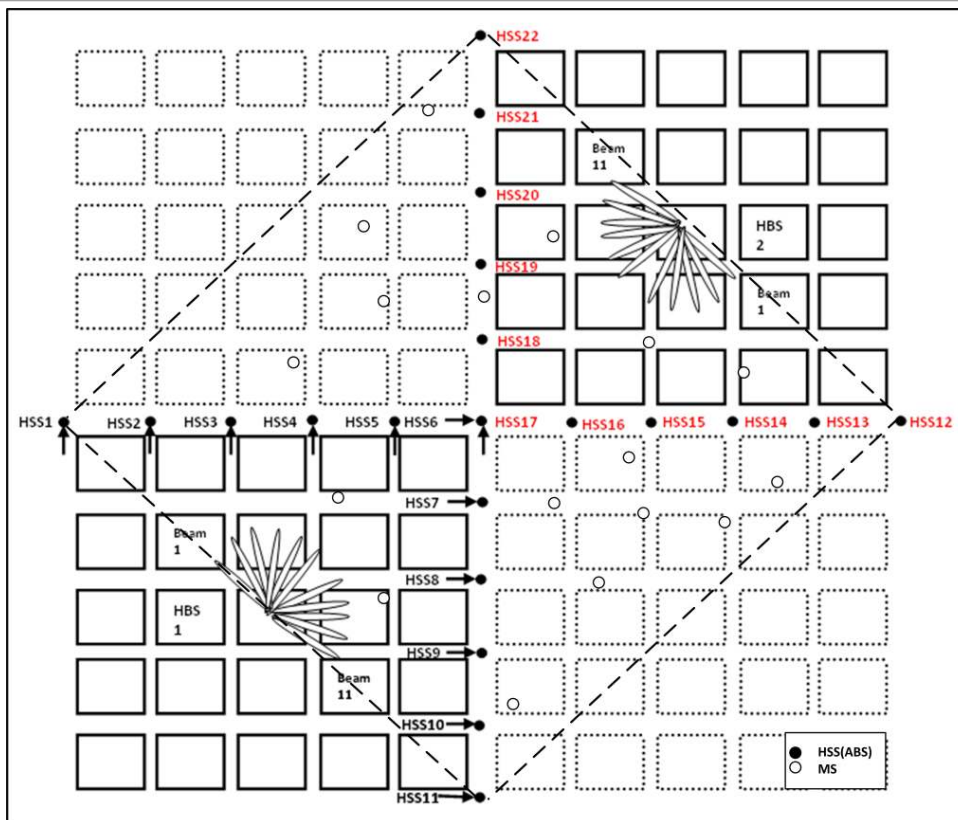 HSS22
HSS21
Beam
11
HSS20
HBS
2
HSS19
Beam
1
HSS18
HSS1
HSS2
HSS3
HSS4
HSS5
HSS6
HSS17
HSS16
HSS15
HSS14
HSS13
HSS12
HSS7
Beam
1
HSS8
HBS
1
HSS9
Beam
11
HSS10
HSS(ABS)
MS
HSS11